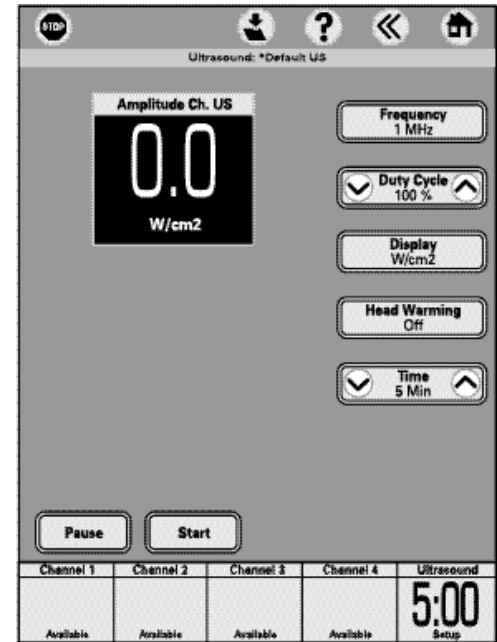 STOP
?
Ultrasound: *Default US
Amplitude Ch. US
0.0
W/cm2
Frequency
1 MHz
Duty Cycle
100 %
Display
W/cm2
Head Warming
Off
Time
5 Min
Pause
Start
Channel 1
Available
Channel 2
Available
Channel 3
Available
Channel 4
Available
Ultrasound
5:00
Setup